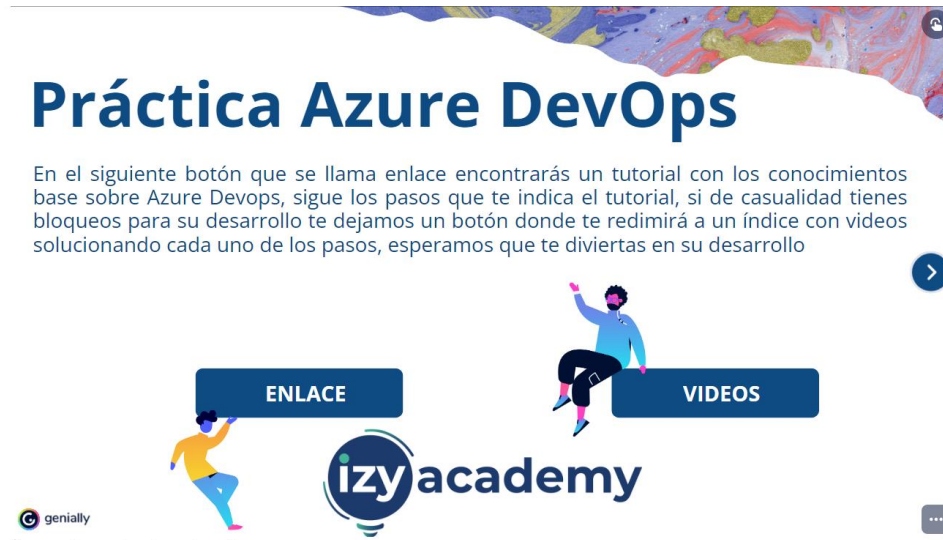 Práctica Azure DevOps
En el siguiente botón que se llama enlace encontrarás un tutorial con los conocimientos
base sobre Azure Devops, sigue los pasos que te indica el tutorial, si de casualidad tienes
bloqueos para su desarrollo te dejamos un botón donde te redimirá a un índice con videos
solucionando cada uno de los pasos, esperamos que te diviertas en su desarrollo
ENLACE
VIDEOS
izyacademy
genially